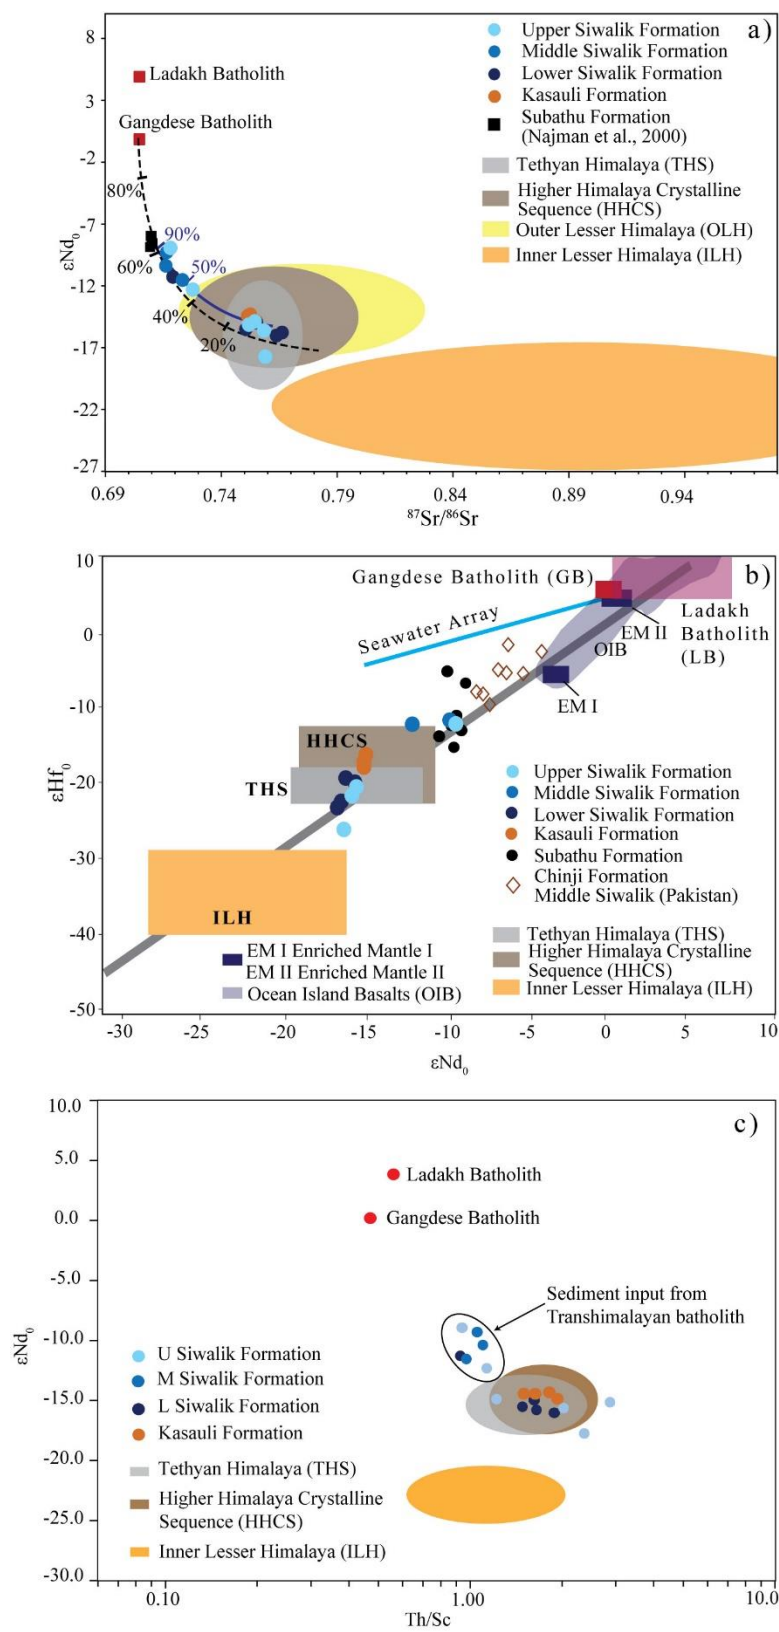 a)
8
3
-2
-7
-12
-17
-22
-27
εNd₀
Ladakh Batholith
Gangdese Batholith
80%
90%
60%
50%
40%
20%
Upper Siwalik Formation
Middle Siwalik Formation
Lower Siwalik Formation
Kasauli Formation
Subathu Formation
(Najman et al., 2000)
Tethyan Himalaya (THS)
Higher Himalaya Crystalline
Sequence (HHCS)
Outer Lesser Himalaya (OLH)
Inner Lesser Himalaya (ILH)
0.69
0.74
0.79
0.84
0.89
0.94
⁸⁷Sr/⁸⁶Sr
b)
10
0
-10
-20
-30
-40
-50
εHf₀
Gangdese Batholith (GB)
Seawater Array
EM II
OIB
EM I
Ladakh
Batholith
(LB)
HHCS
THS
ILH
Upper Siwalik Formation
Middle Siwalik Formation
Lower Siwalik Formation
Kasauli Formation
Subathu Formation
Chinji Formation
Middle Siwalik (Pakistan)
Tethyan Himalaya (THS)
Higher Himalaya Crystalline
Sequence (HHCS)
Inner Lesser Himalaya (ILH)
EM I Enriched Mantle I
EM II Enriched Mantle II
Ocean Island Basalts (OIB)
-30
-25
-20
-15
-10
-5
0
5
10
εNd₀
c)
10.0
5.0
0.0
-5.0
-10.0
-15.0
-20.0
-25.0
-30.0
εNd₀
Ladakh Batholith
Gangdese Batholith
Sediment input from
Transhimalayan batholith
U Siwalik Formation
M Siwalik Formation
L Siwalik Formation
Kasauli Formation
Tethyan Himalaya (THS)
Higher Himalaya Crystalline
Sequence (HHCS)
Inner Lesser Himalaya (ILH)
0.10
1.00
10.0
Th/Sc